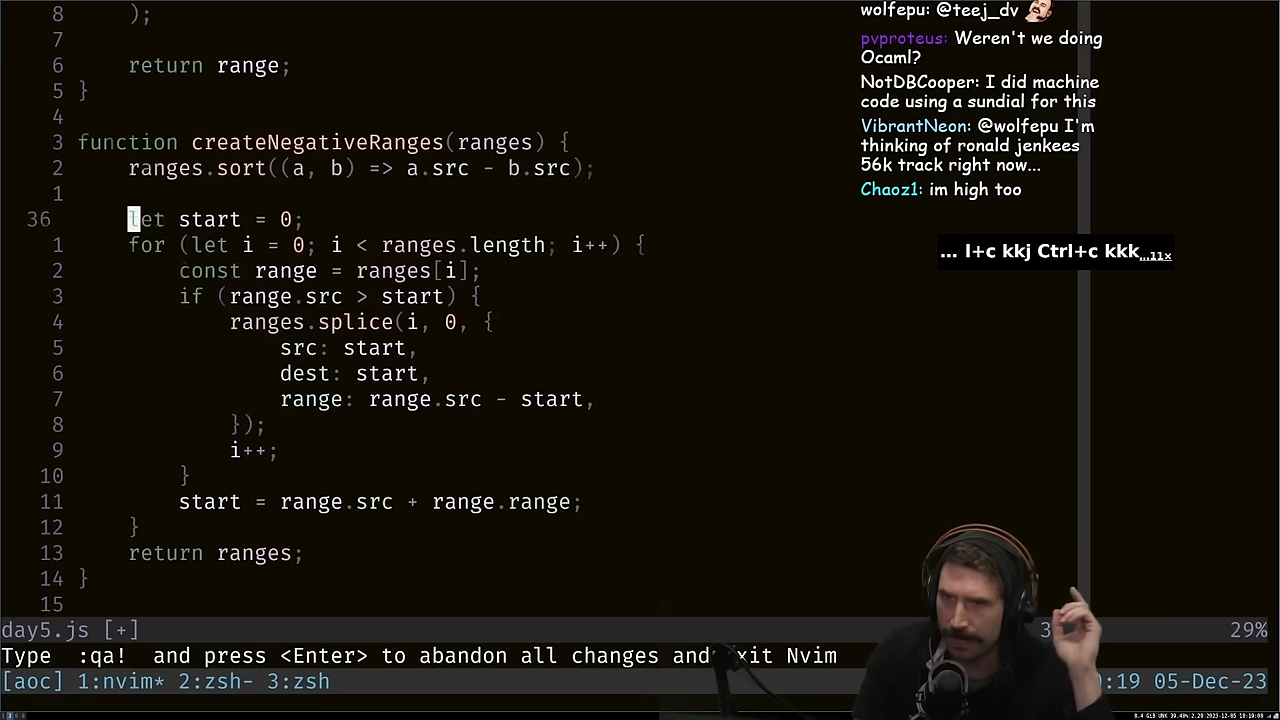 8     );
7
6     return range;
5 }
4
3 function createNegativeRanges(ranges) {
2     ranges.sort((a, b) => a.src - b.src);
1
36     let start = 0;
1     for (let i = 0; i < ranges.length; i++) {
2         const range = ranges[i];
3         if (range.src > start) {
4             ranges.splice(i, 0, {
5                 src: start,
6                 dest: start,
7                 range: range.src - start,
8             });
9             i++;
10         }
11         start = range.src + range.range;
12     }
13     return ranges;
14 }
15
day5.js [+]
3
29%
Type  :qa!  and press <Enter> to abandon all changes and exit Nvim
[aoc] 1:nvim* 2:zsh- 3:zsh
:19 05-Dec-23
wolfepu: @teej_dv
pvproteus: Weren't we doing
Ocaml?
NotDBCooper: I did machine
code using a sundial for this
VibrantNeon: @wolfepu I'm
thinking of ronald jenkees
56k track right now...
Chaoz1: im high too
... I+c kkj Ctrl+c kkk...11x